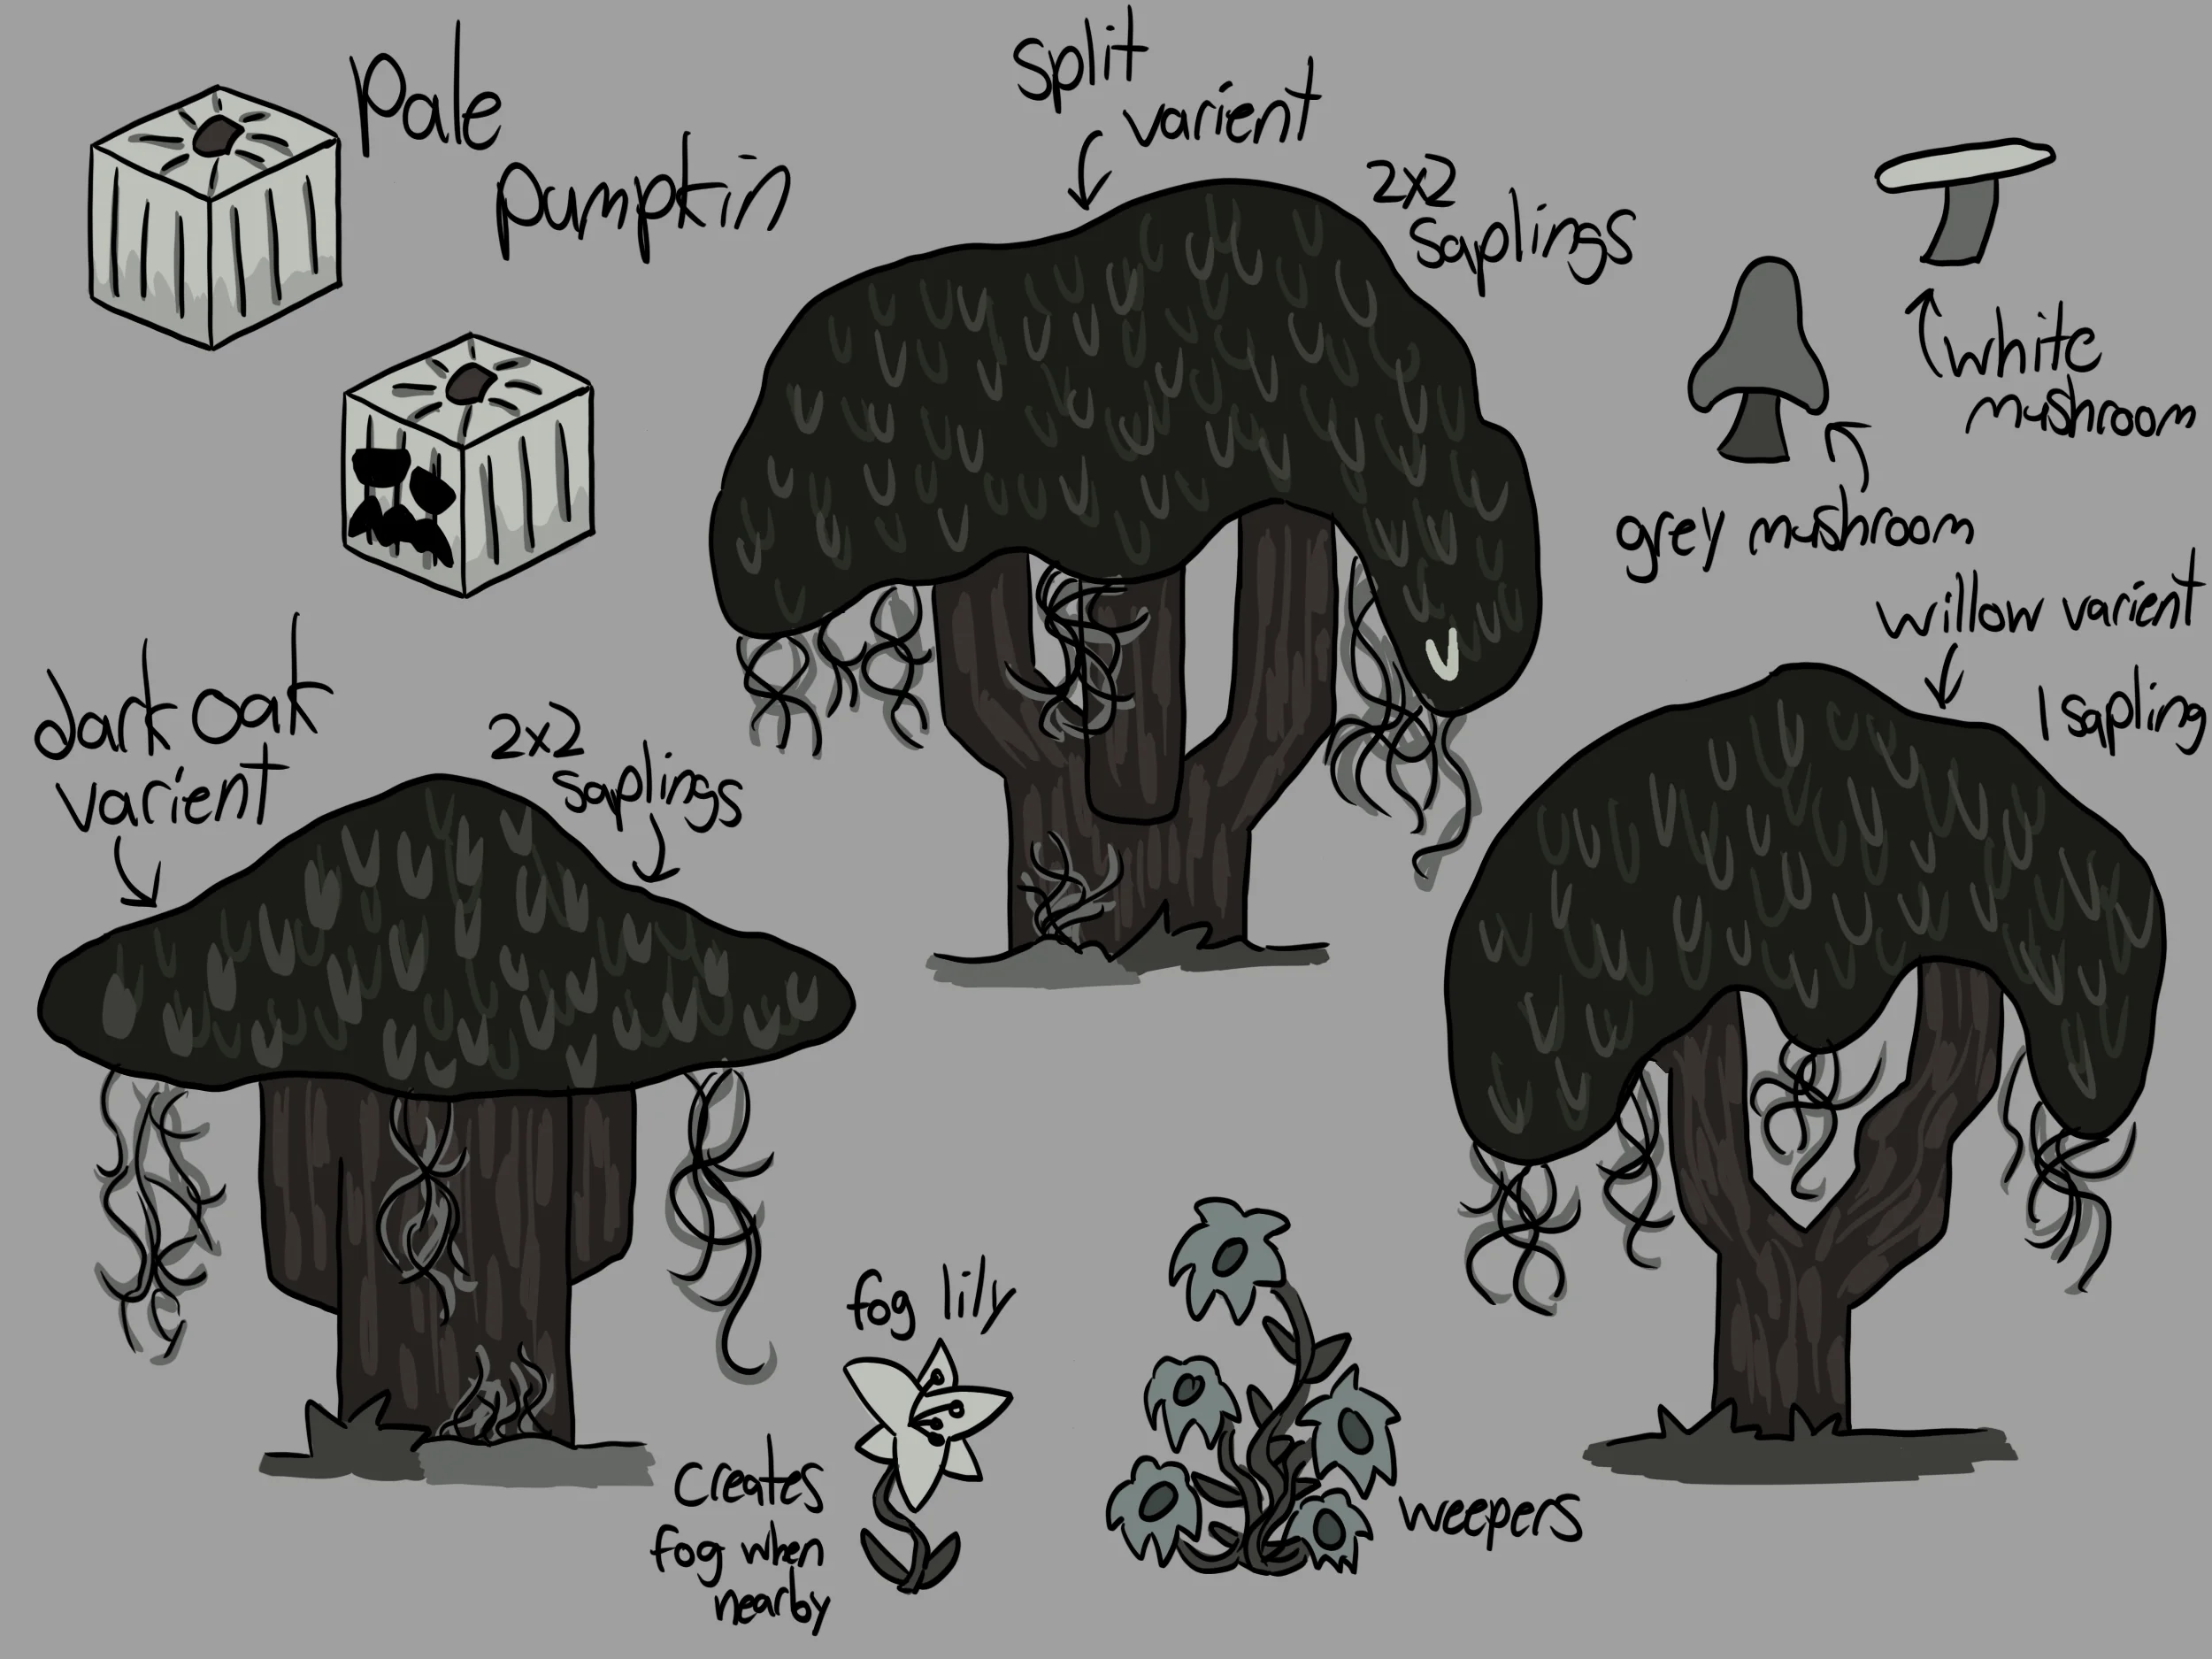 pale
pumpkin
split
varient
2x2
saplings
white
mushroom
grey mushroom
willow varient
1 sapling
dark oak
varient
2x2
saplings
fog lily
creates
fog when
nearby
weepers